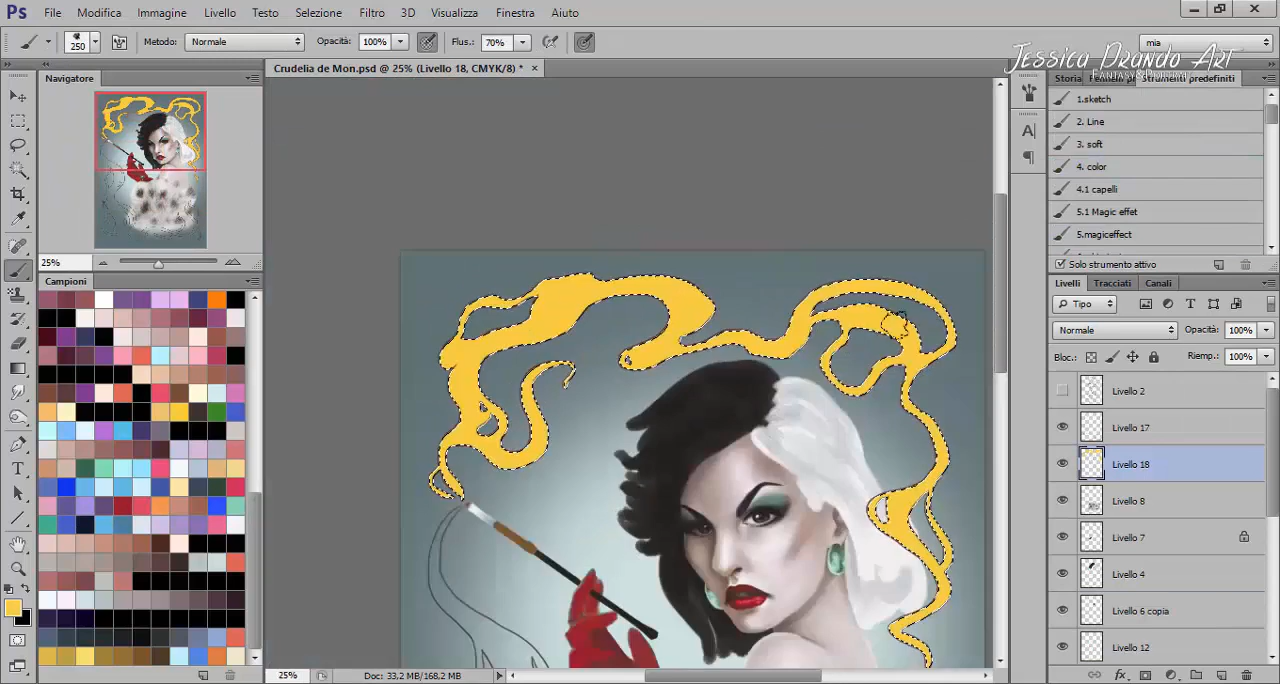 Ps File Modifica Immagine Livello Testo Selezione Filtro 3D Visualizza Finestra Aiuto
250 Metodo: Normale Opacità: 100% Flus.: 70% mia
Jessica Prando Art
Navigatore
Crudelia de Mon.psd @ 25% (Livello 18, CMYK/8) *
Storia
Strumenti predefiniti
1.sketch
2. Line
3. soft
4. color
4.1 capelli
5.1 Magic effet
5.magiceffect
25%
Solo strumento attivo
Campioni
Livelli Tracciati Canali
Tipo
Normale Opacità: 100%
Bloc.: Riemp.: 100%
Livello 2
Livello 17
Livello 18
Livello 8
Livello 7
Livello 4
Livello 6 copia
Livello 12
25% Doc: 33,2 MB/168,2 MB
fx